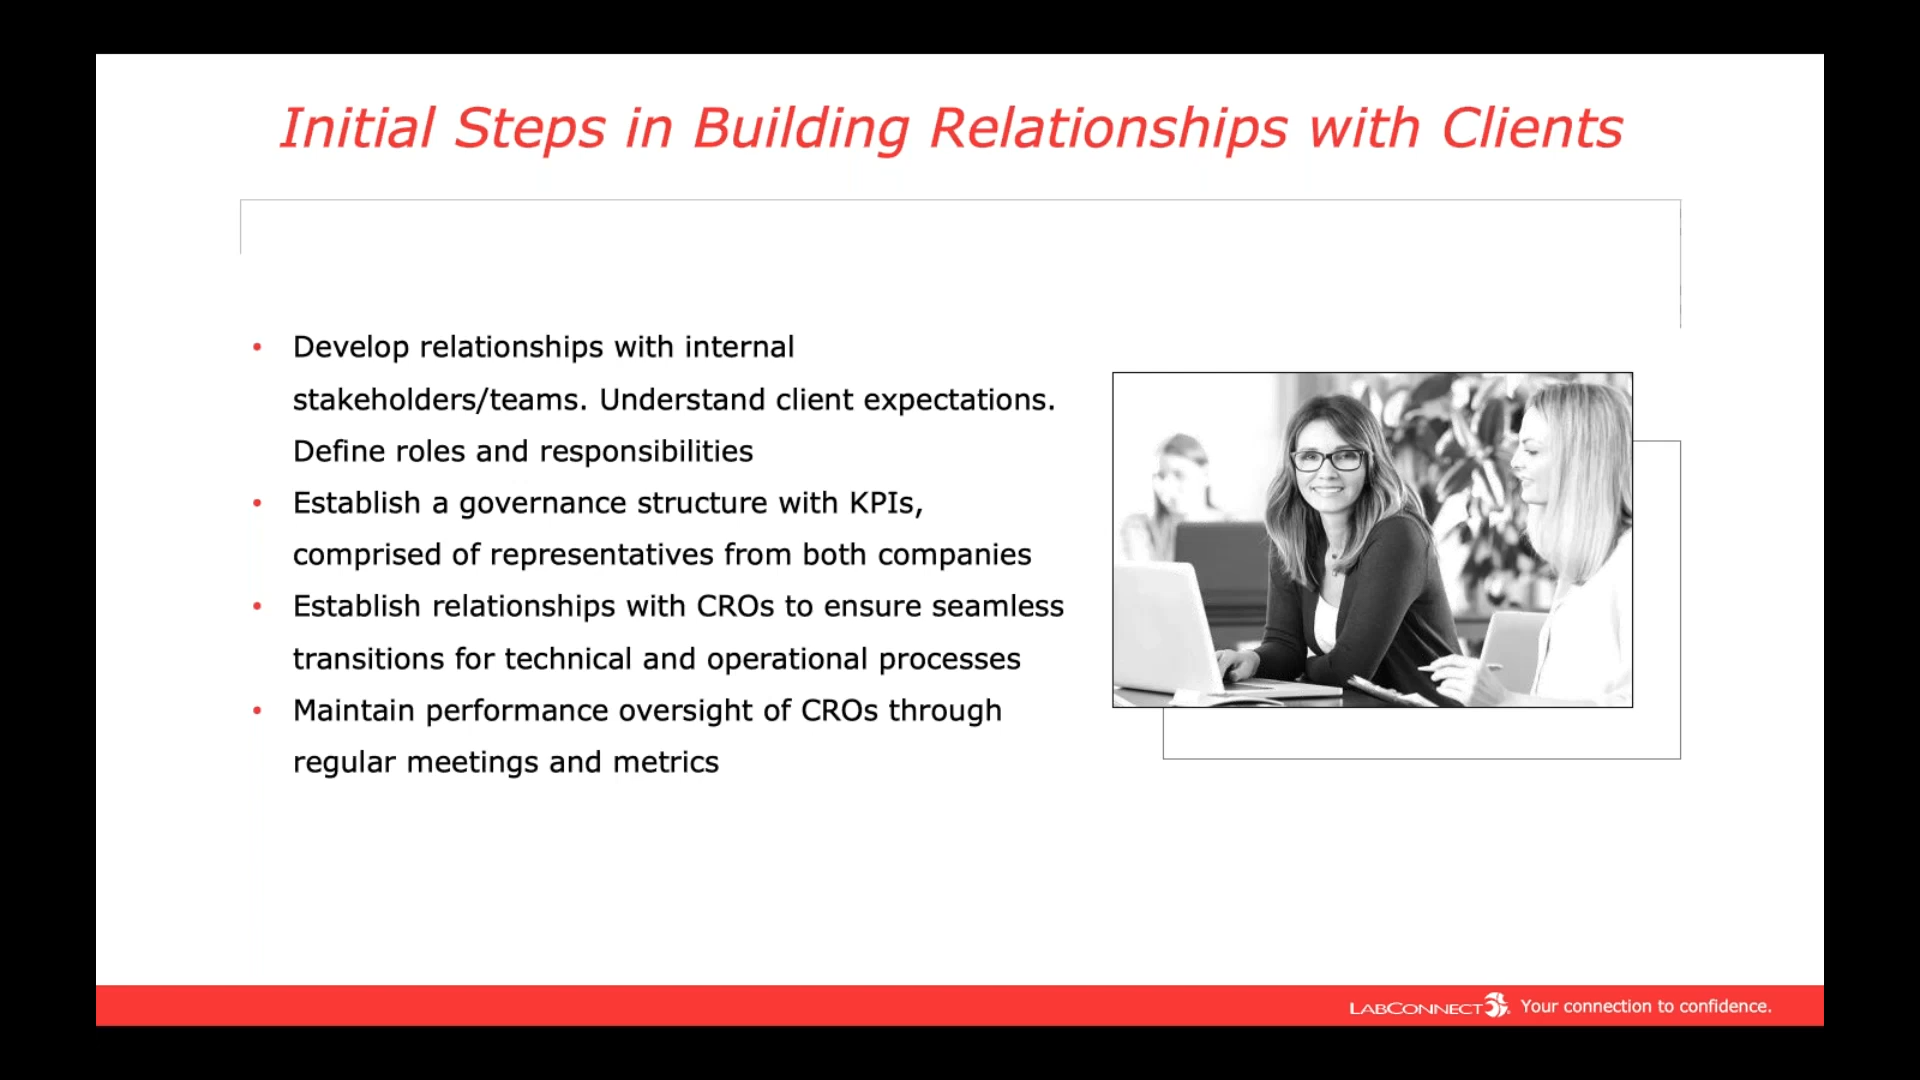 Initial Steps in Building Relationships with Clients
• Develop relationships with internal
stakeholders/teams. Understand client expectations.
Define roles and responsibilities
• Establish a governance structure with KPIs,
comprised of representatives from both companies
• Establish relationships with CROs to ensure seamless
transitions for technical and operational processes
• Maintain performance oversight of CROs through
regular meetings and metrics
LABCONNECT Your connection to confidence.